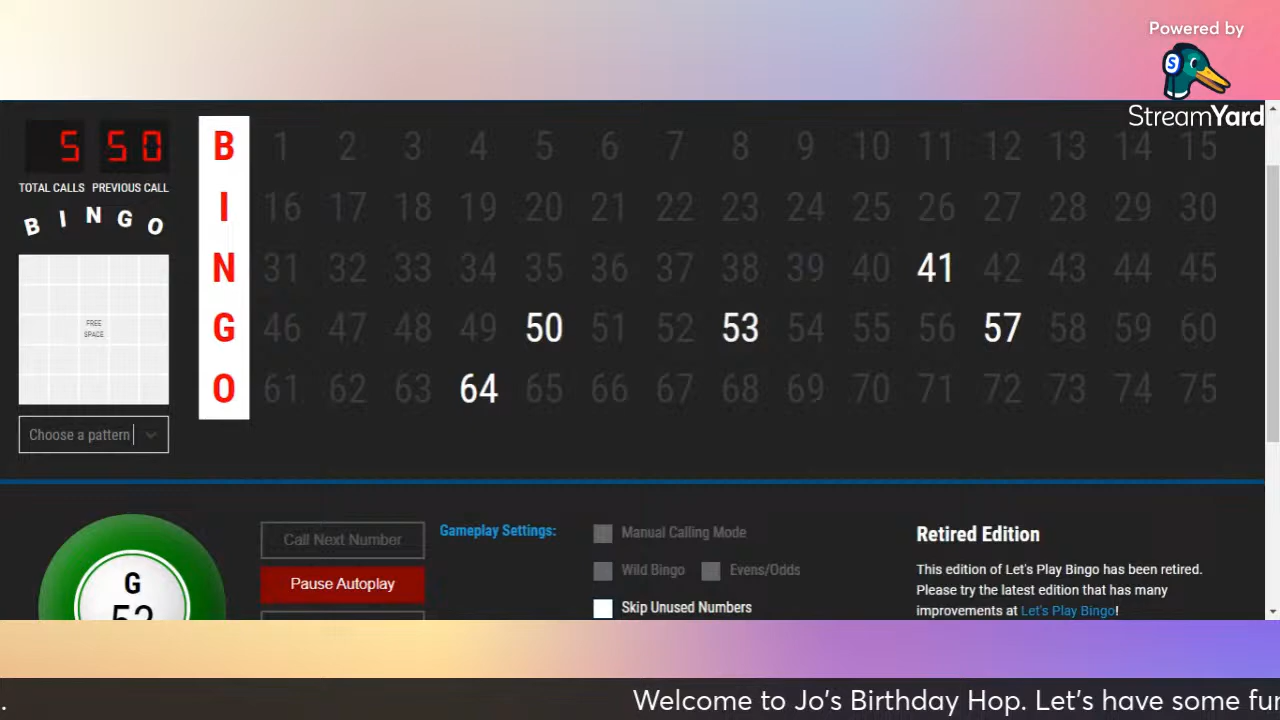 Powered by
StreamYard
5 50
TOTAL CALLS PREVIOUS CALL
B I N G O
FREE
SPACE
Choose a pattern
B 1 2 3 4 5 6 7 8 9 10 11 12 13 14 15
I 16 17 18 19 20 21 22 23 24 25 26 27 28 29 30
N 31 32 33 34 35 36 37 38 39 40 41 42 43 44 45
G 46 47 48 49 50 51 52 53 54 55 56 57 58 59 60
O 61 62 63 64 65 66 67 68 69 70 71 72 73 74 75
G
Call Next Number
Pause Autoplay
Gameplay Settings:
Manual Calling Mode
Wild Bingo Evens/Odds
Skip Unused Numbers
Retired Edition
This edition of Let's Play Bingo has been retired.
Please try the latest edition that has many
improvements at Let's Play Bingo!
. Welcome to Jo's Birthday Hop. Let's have some fun